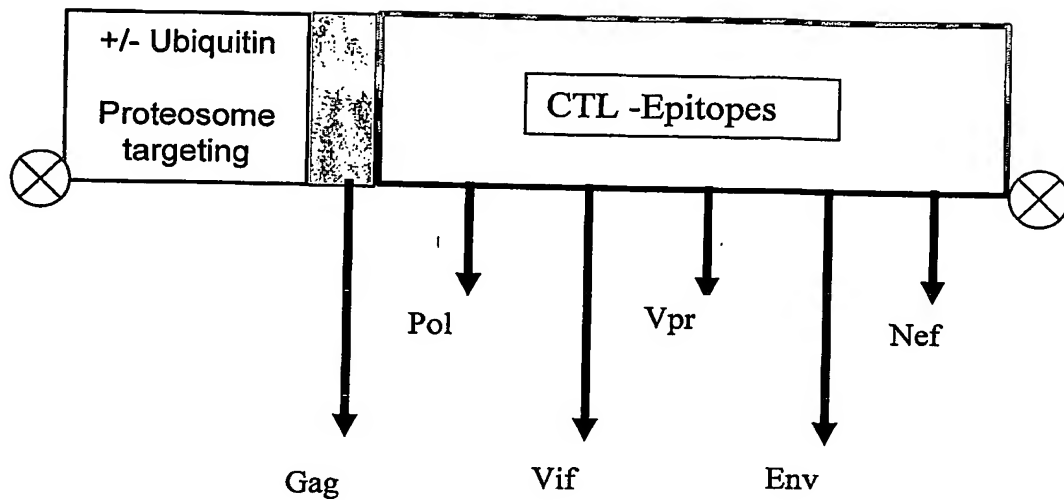 +/- Ubiquitin
Proteosome
targeting
CTL -Epitopes
Pol
Vpr
Nef
Gag
Vif
Env